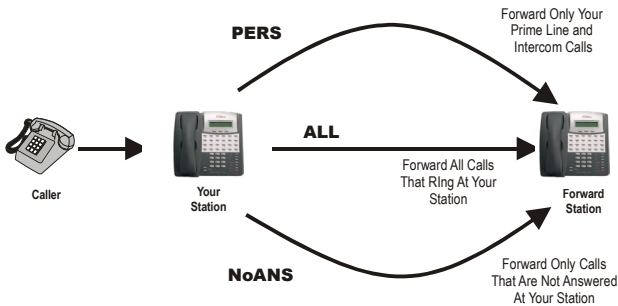 PERS
Forward Only Your
Prime Line and
Intercom Calls
Caller
Your
Station
ALL
Forward All Calls
That RIng At Your
Station
Forward
Station
NoANS
Forward Only Calls
That Are Not Answered
At Your Station